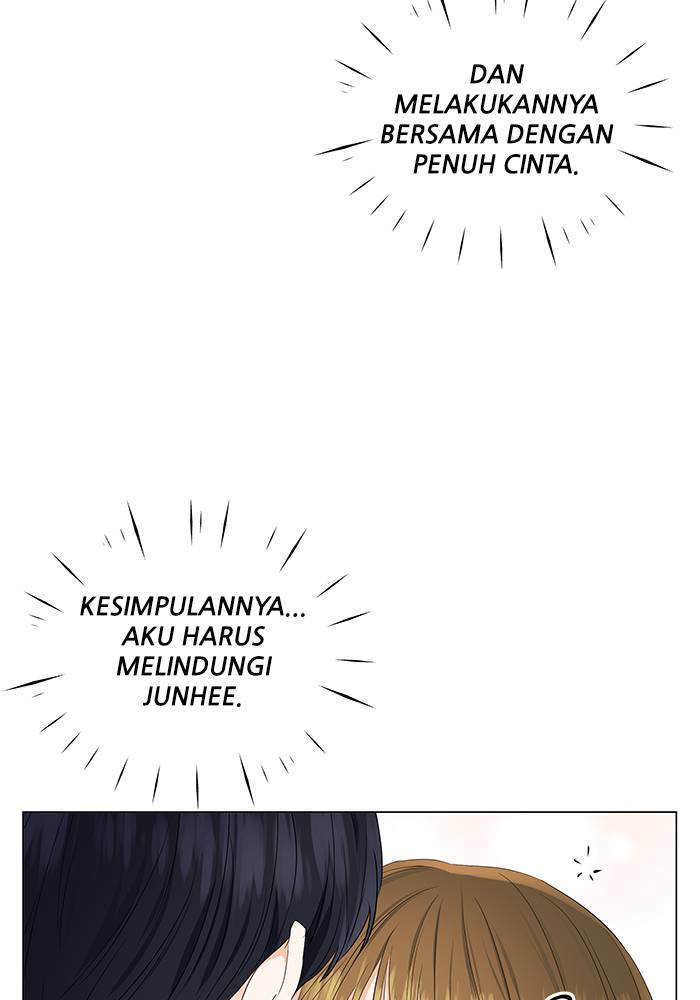 DAN
MELAKUKANNYA
BERSAMA DENGAN
PENUH CINTA.
KESIMPULANNYA...
AKU HARUS
MELINDUNGI
JUNHEE.